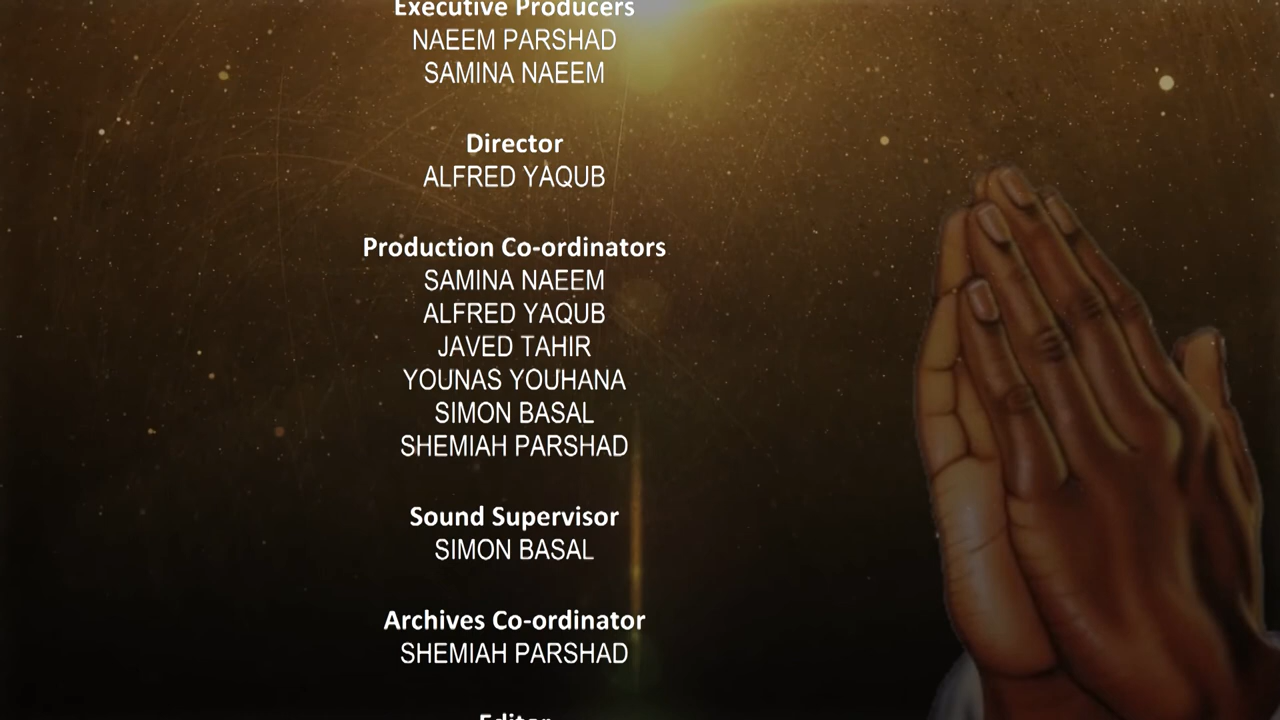 Executive Producers
NAEEM PARSHAD
SAMINA NAEEM
Director
ALFRED YAQUB
Production Co-ordinators
SAMINA NAEEM
ALFRED YAQUB
JAVED TAHIR
YOUNAS YOUHANA
SIMON BASAL
SHEMIAH PARSHAD
Sound Supervisor
SIMON BASAL
Archives Co-ordinator
SHEMIAH PARSHAD
Editor